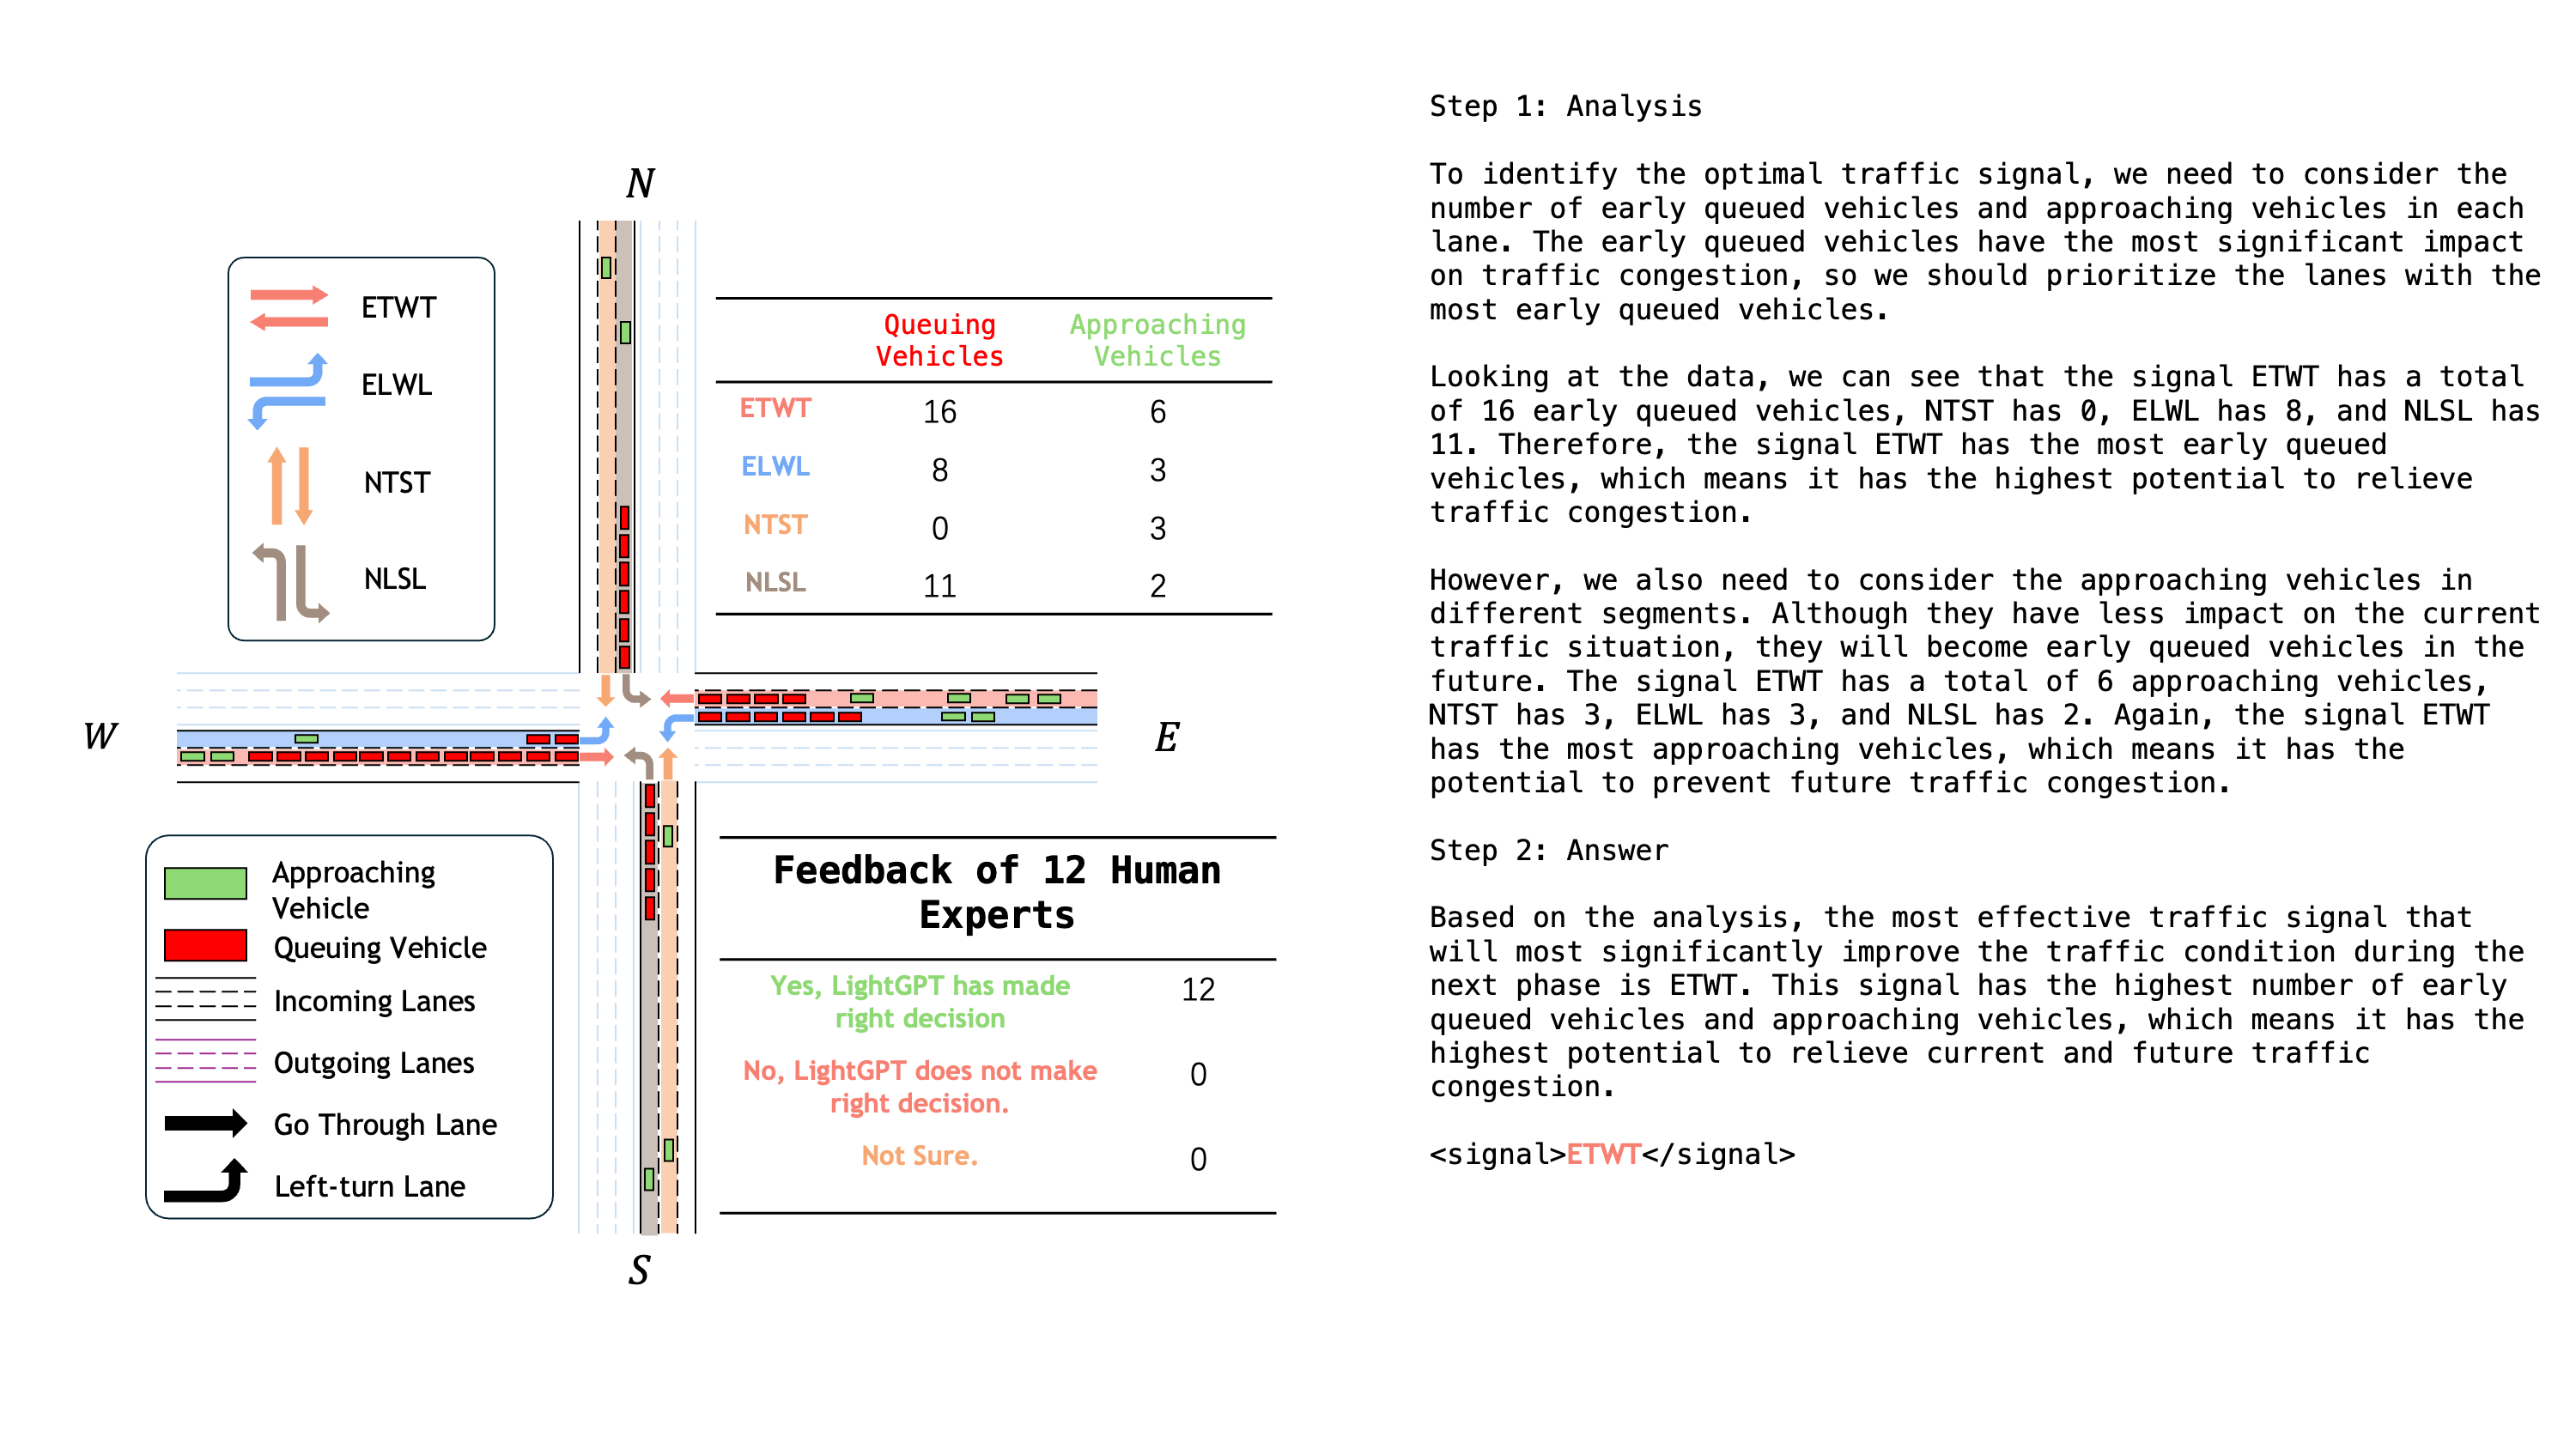 N
ETWT
ELWL
NTST
NLSL
Queuing Vehicles
Approaching Vehicles
ETWT 16 6
ELWL 8 3
NTST 0 3
NLSL 11 2
W
E
Approaching
Vehicle
Queuing Vehicle
Incoming Lanes
Outgoing Lanes
Go Through Lane
Left-turn Lane
Feedback of 12 Human
Experts
Yes, LightGPT has made
right decision
12
No, LightGPT does not make
right decision.
0
Not Sure.
0
S
Step 1: Analysis
To identify the optimal traffic signal, we need to consider the
number of early queued vehicles and approaching vehicles in each
lane. The early queued vehicles have the most significant impact
on traffic congestion, so we should prioritize the lanes with the
most early queued vehicles.
Looking at the data, we can see that the signal ETWT has a total
of 16 early queued vehicles, NTST has 0, ELWL has 8, and NLSL has
11. Therefore, the signal ETWT has the most early queued
vehicles, which means it has the highest potential to relieve
traffic congestion.
However, we also need to consider the approaching vehicles in
different segments. Although they have less impact on the current
traffic situation, they will become early queued vehicles in the
future. The signal ETWT has a total of 6 approaching vehicles,
NTST has 3, ELWL has 3, and NLSL has 2. Again, the signal ETWT
has the most approaching vehicles, which means it has the
potential to prevent future traffic congestion.
Step 2: Answer
Based on the analysis, the most effective traffic signal that
will most significantly improve the traffic condition during the
next phase is ETWT. This signal has the highest number of early
queued vehicles and approaching vehicles, which means it has the
highest potential to relieve current and future traffic
congestion.
<signal>ETWT</signal>